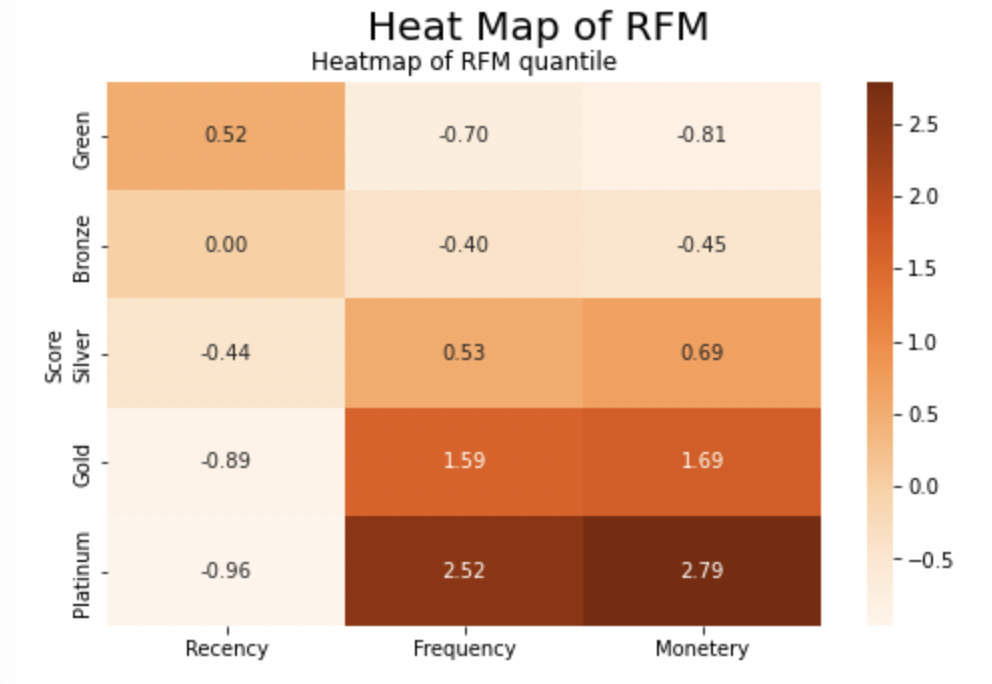 Heat Map of RFM
Heatmap of RFM quantile
Score
Green 0.52 -0.70 -0.81
Bronze 0.00 -0.40 -0.45
Silver -0.44 0.53 0.69
Gold -0.89 1.59 1.69
Platinum -0.96 2.52 2.79
Recency Frequency Monetery
2.5
2.0
1.5
1.0
0.5
0.0
−0.5